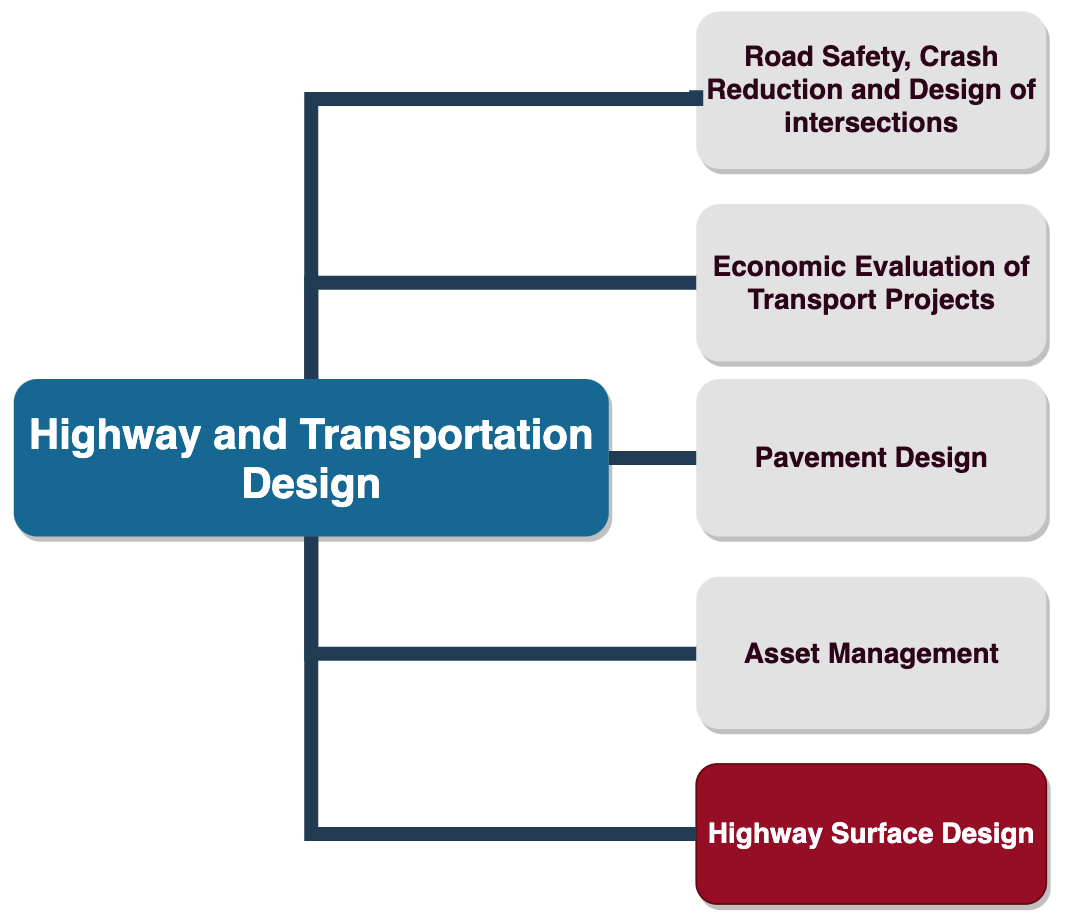 Road Safety, Crash
Reduction and Design of
intersections
Economic Evaluation of
Transport Projects
Highway and Transportation
Design
Pavement Design
Asset Management
Highway Surface Design